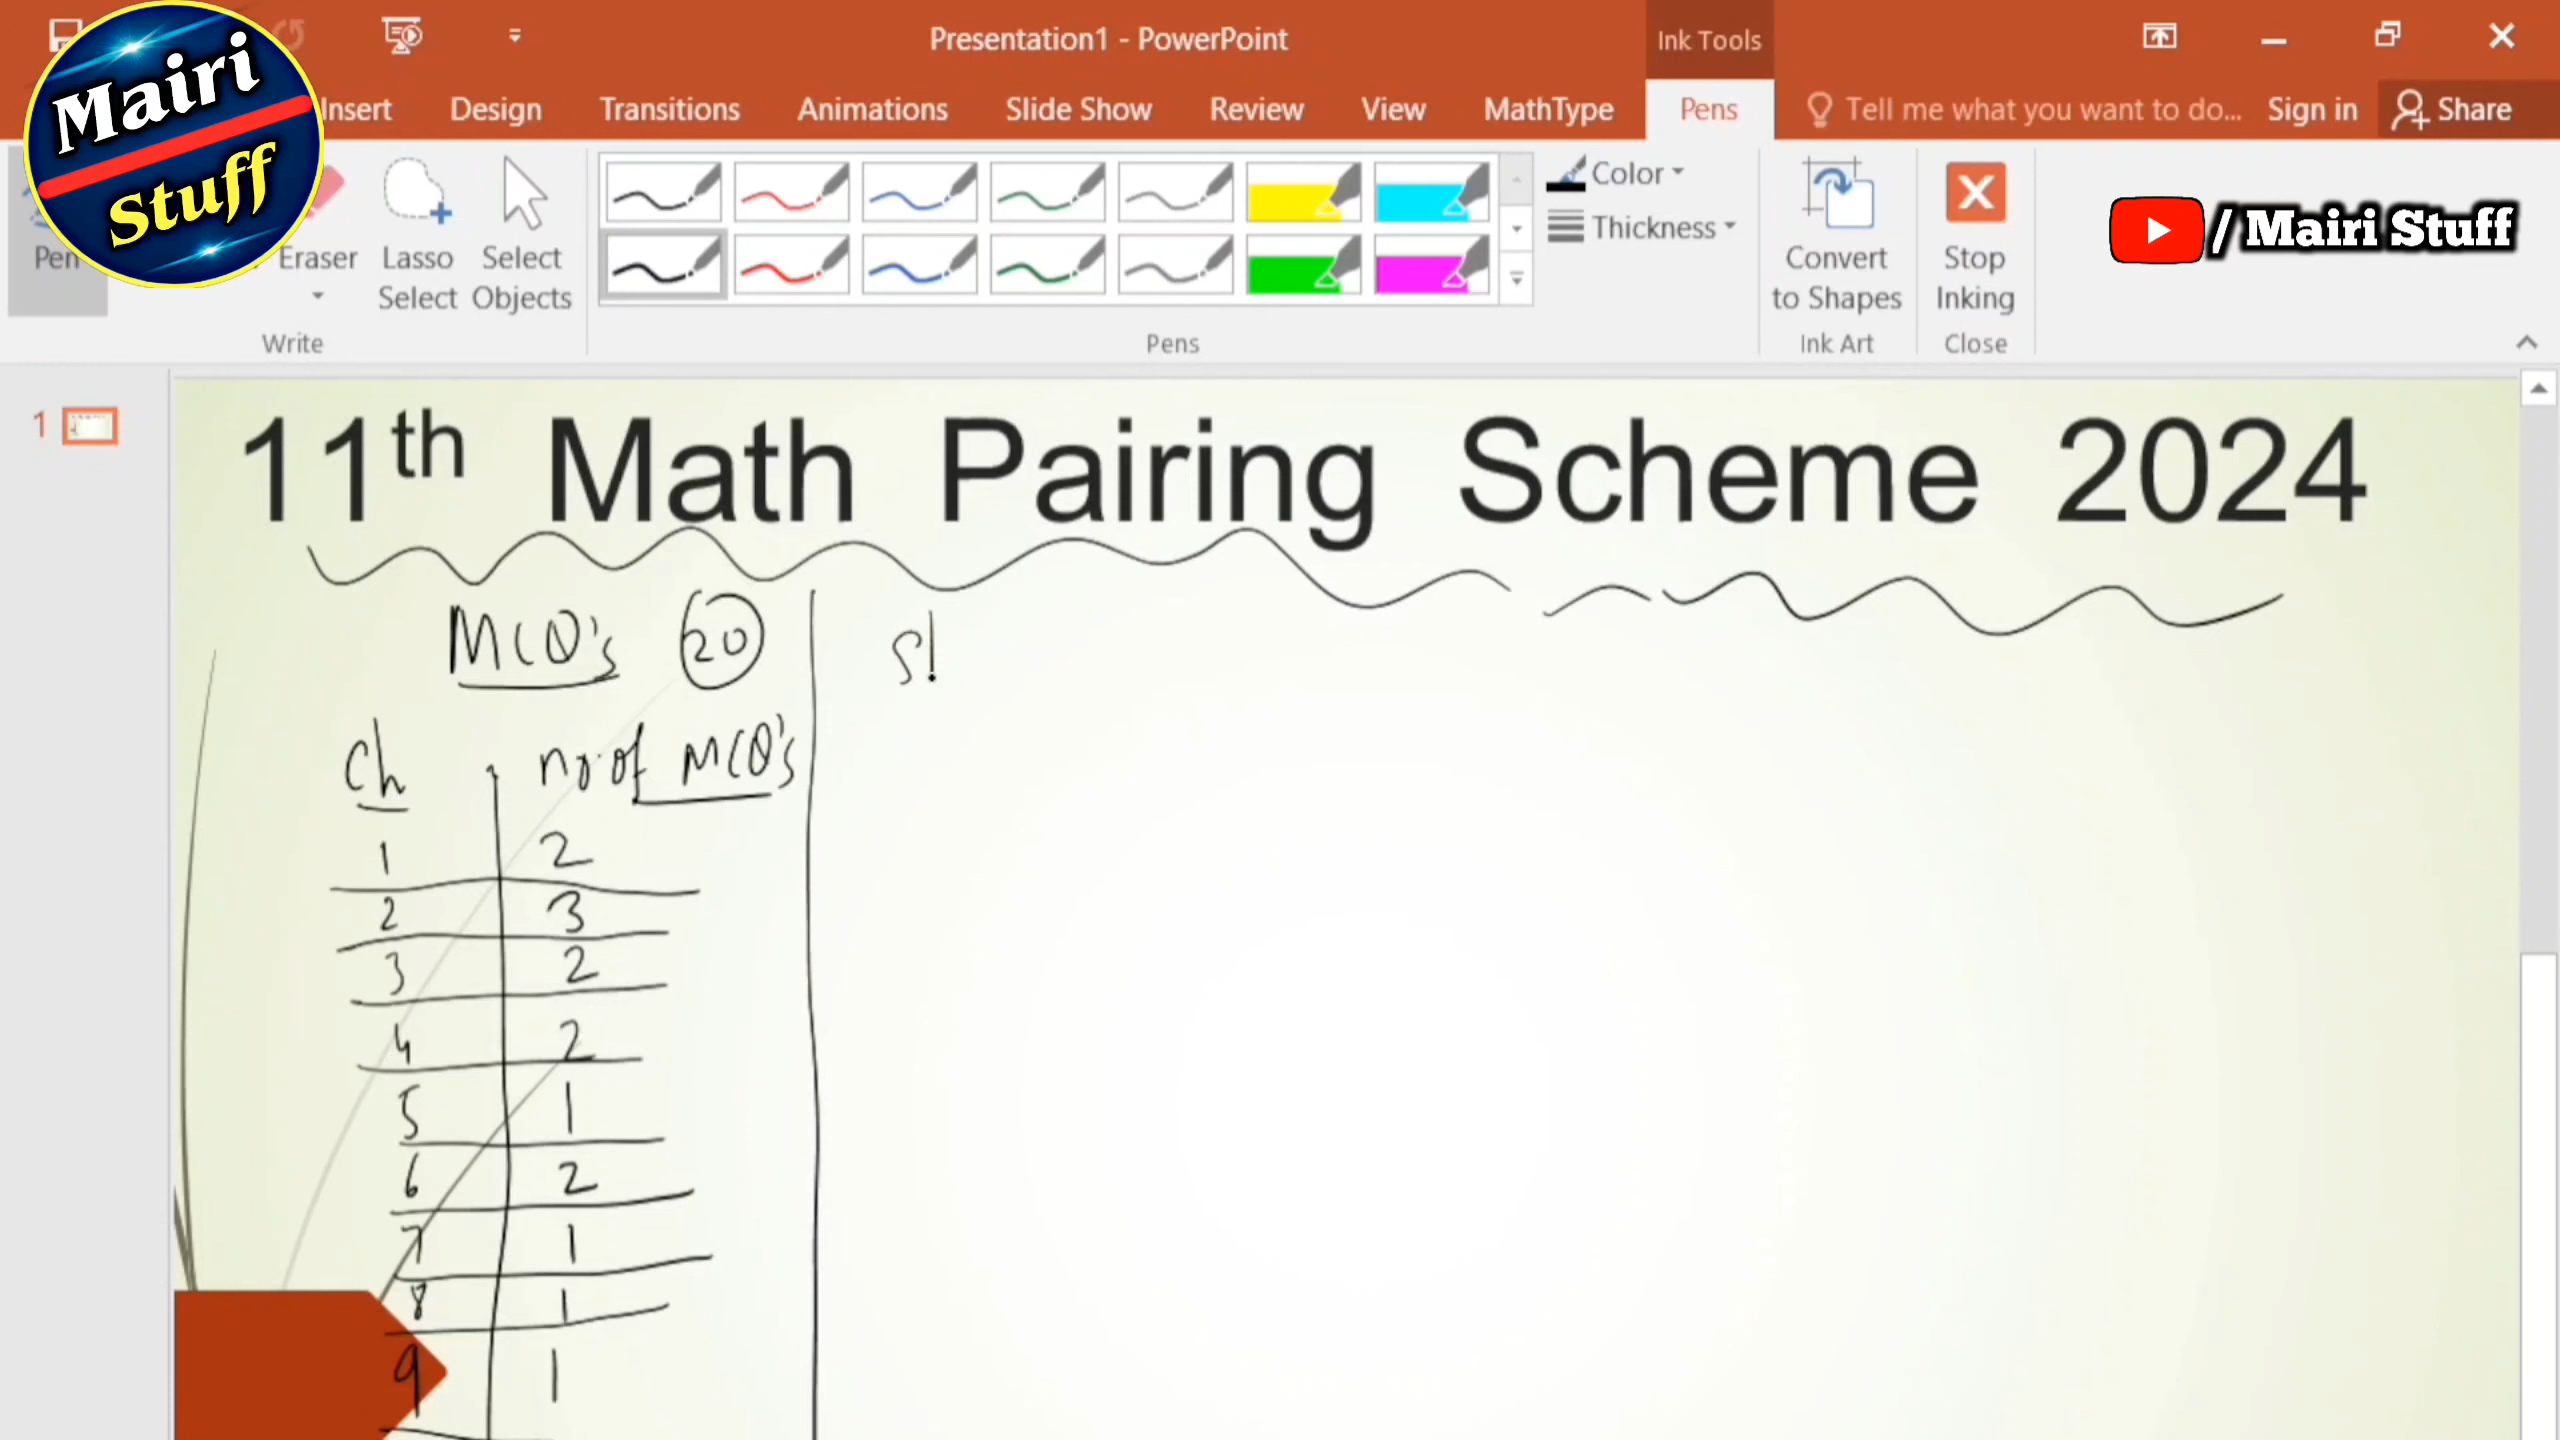 Presentation1 - PowerPoint
Ink Tools
Mairi
Stuff
Insert Design Transitions Animations Slide Show Review View MathType Pens Tell me what you want to do... Sign in Share
Pen Eraser Lasso Select Select Objects
Color
Thickness
Convert to Shapes
Stop Inking
/ Mairi Stuff
Write Pens Ink Art Close
1
11th Math Pairing Scheme 2024
MCQ's 20
Ch no of MCQ's
1 2
2 3
3 2
4 2
5 1
6 2
7 1
8 1
9 1